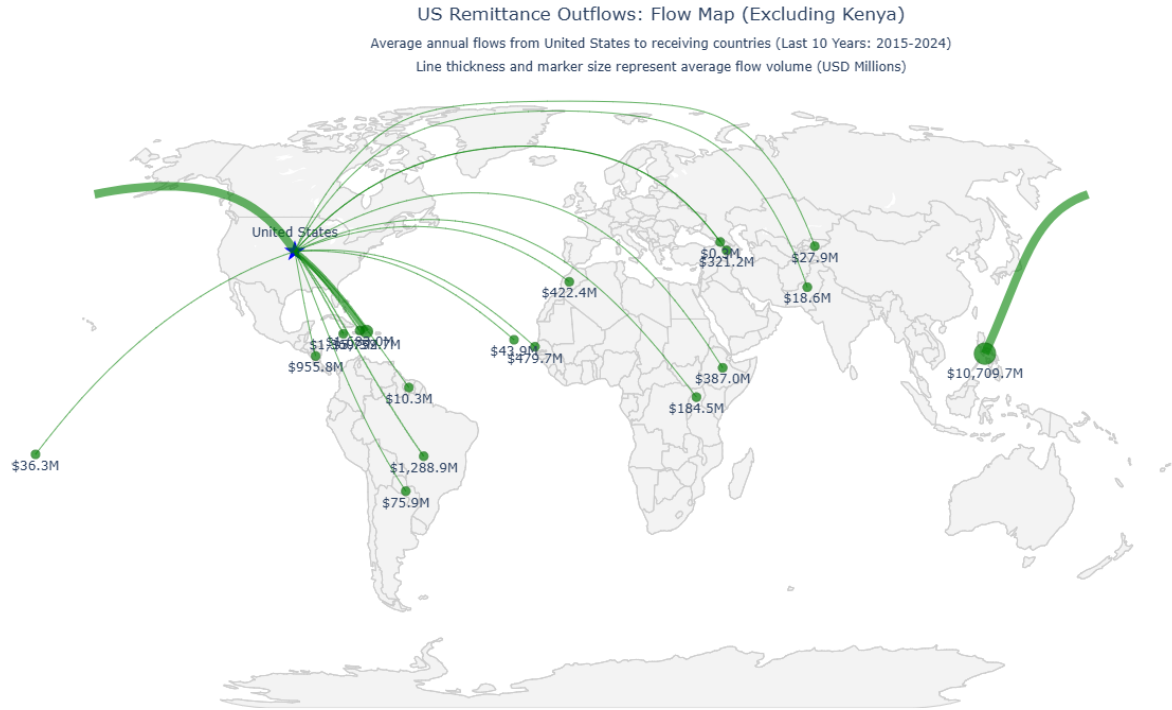 US Remittance Outflows: Flow Map (Excluding Kenya)
Average annual flows from United States to receiving countries (Last 10 Years: 2015-2024)
Line thickness and marker size represent average flow volume (USD Millions)
United States
$321.2M
$27.9M
$422.4M
$18.6M
$43.9M
$479.7M
$955.8M
$387.0M
$10,709.7M
$10.3M
$184.5M
$36.3M
$1,288.9M
$75.9M